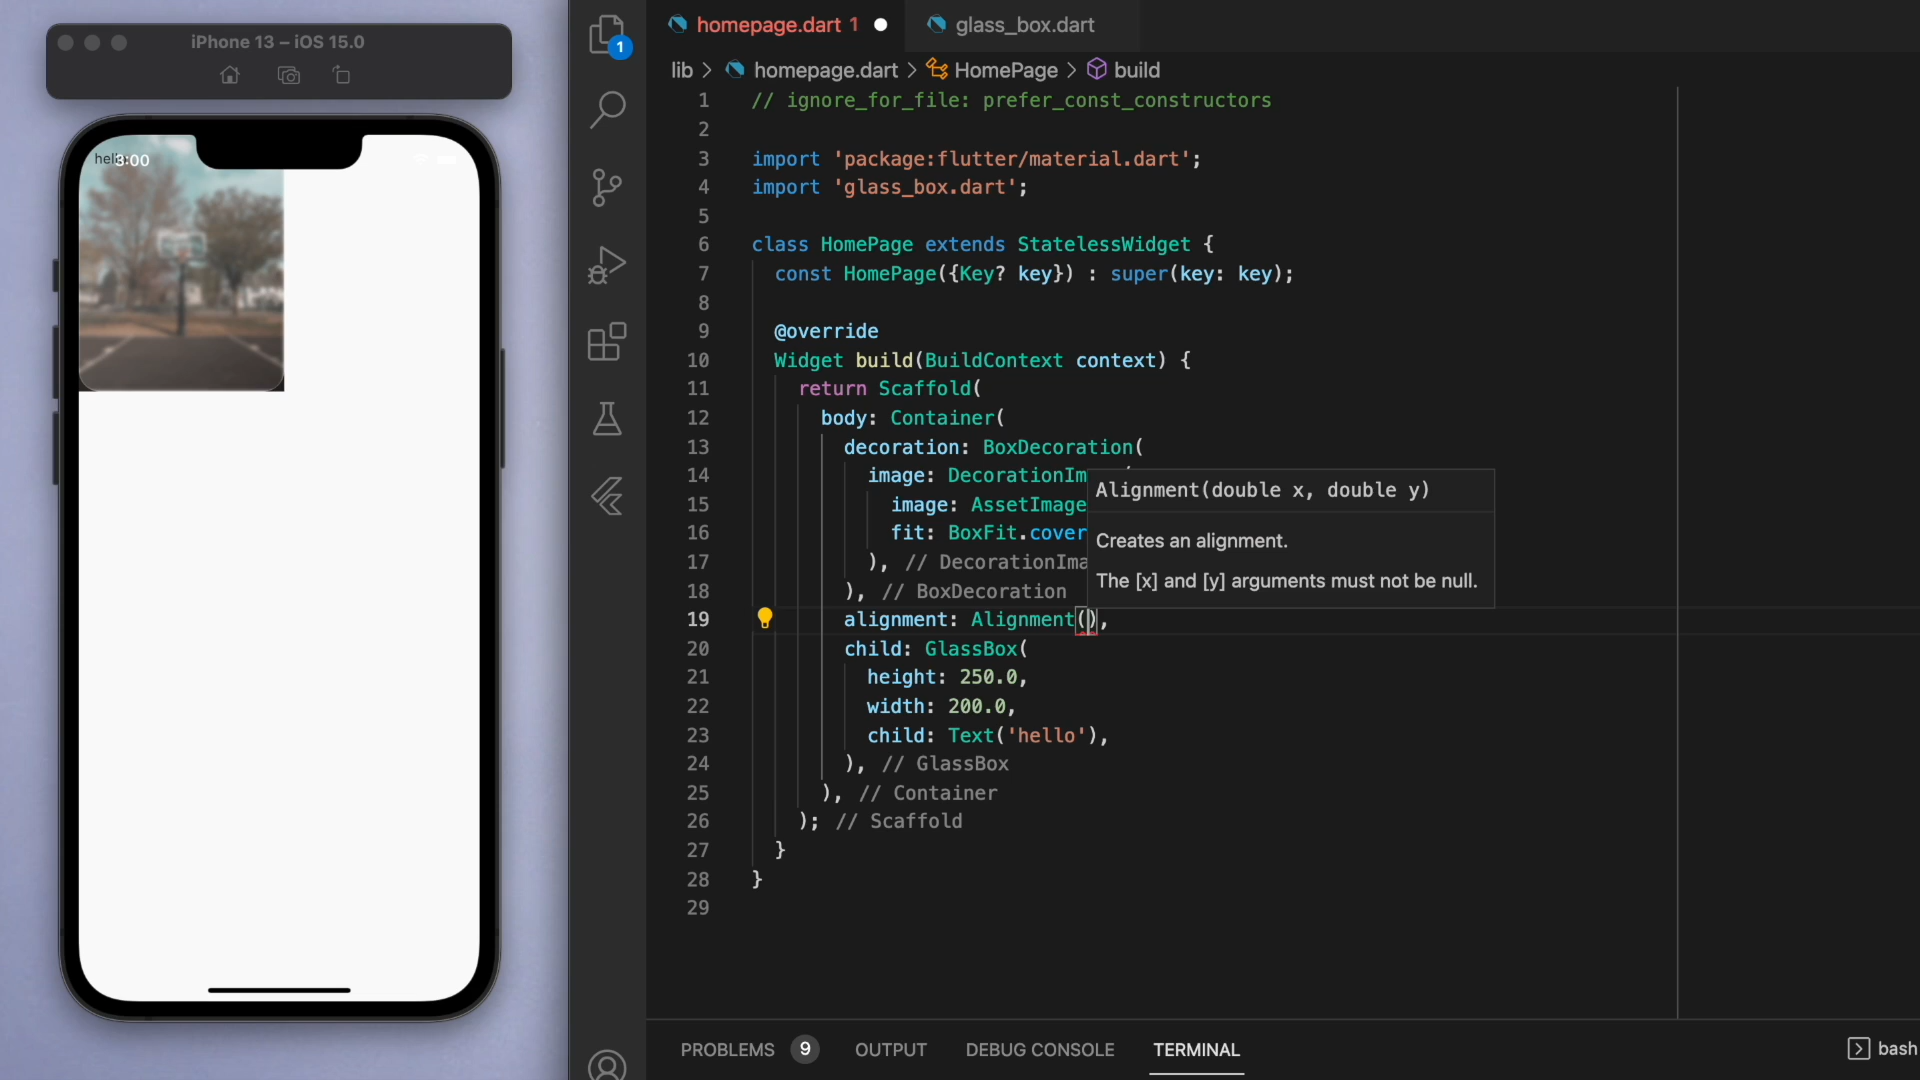 iPhone 13 – iOS 15.0
3:00
1
homepage.dart 1
glass_box.dart
lib > homepage.dart > HomePage > build
1 // ignore_for_file: prefer_const_constructors
2
3 import 'package:flutter/material.dart';
4 import 'glass_box.dart';
5
6 class HomePage extends StatelessWidget {
7 const HomePage({Key? key}) : super(key: key);
8
9 @override
10 Widget build(BuildContext context) {
11 return Scaffold(
12 body: Container(
13 decoration: BoxDecoration(
14 image: DecorationIm
15 image: AssetImage
16 fit: BoxFit.cover
17 ), // DecorationIma
18 ), // BoxDecoration
19 alignment: Alignment(),
20 child: GlassBox(
21 height: 250.0,
22 width: 200.0,
23 child: Text('hello'),
24 ), // GlassBox
25 ), // Container
26 ); // Scaffold
27 }
28 }
29
Alignment(double x, double y)
Creates an alignment.
The [x] and [y] arguments must not be null.
PROBLEMS 9 OUTPUT DEBUG CONSOLE TERMINAL
bash